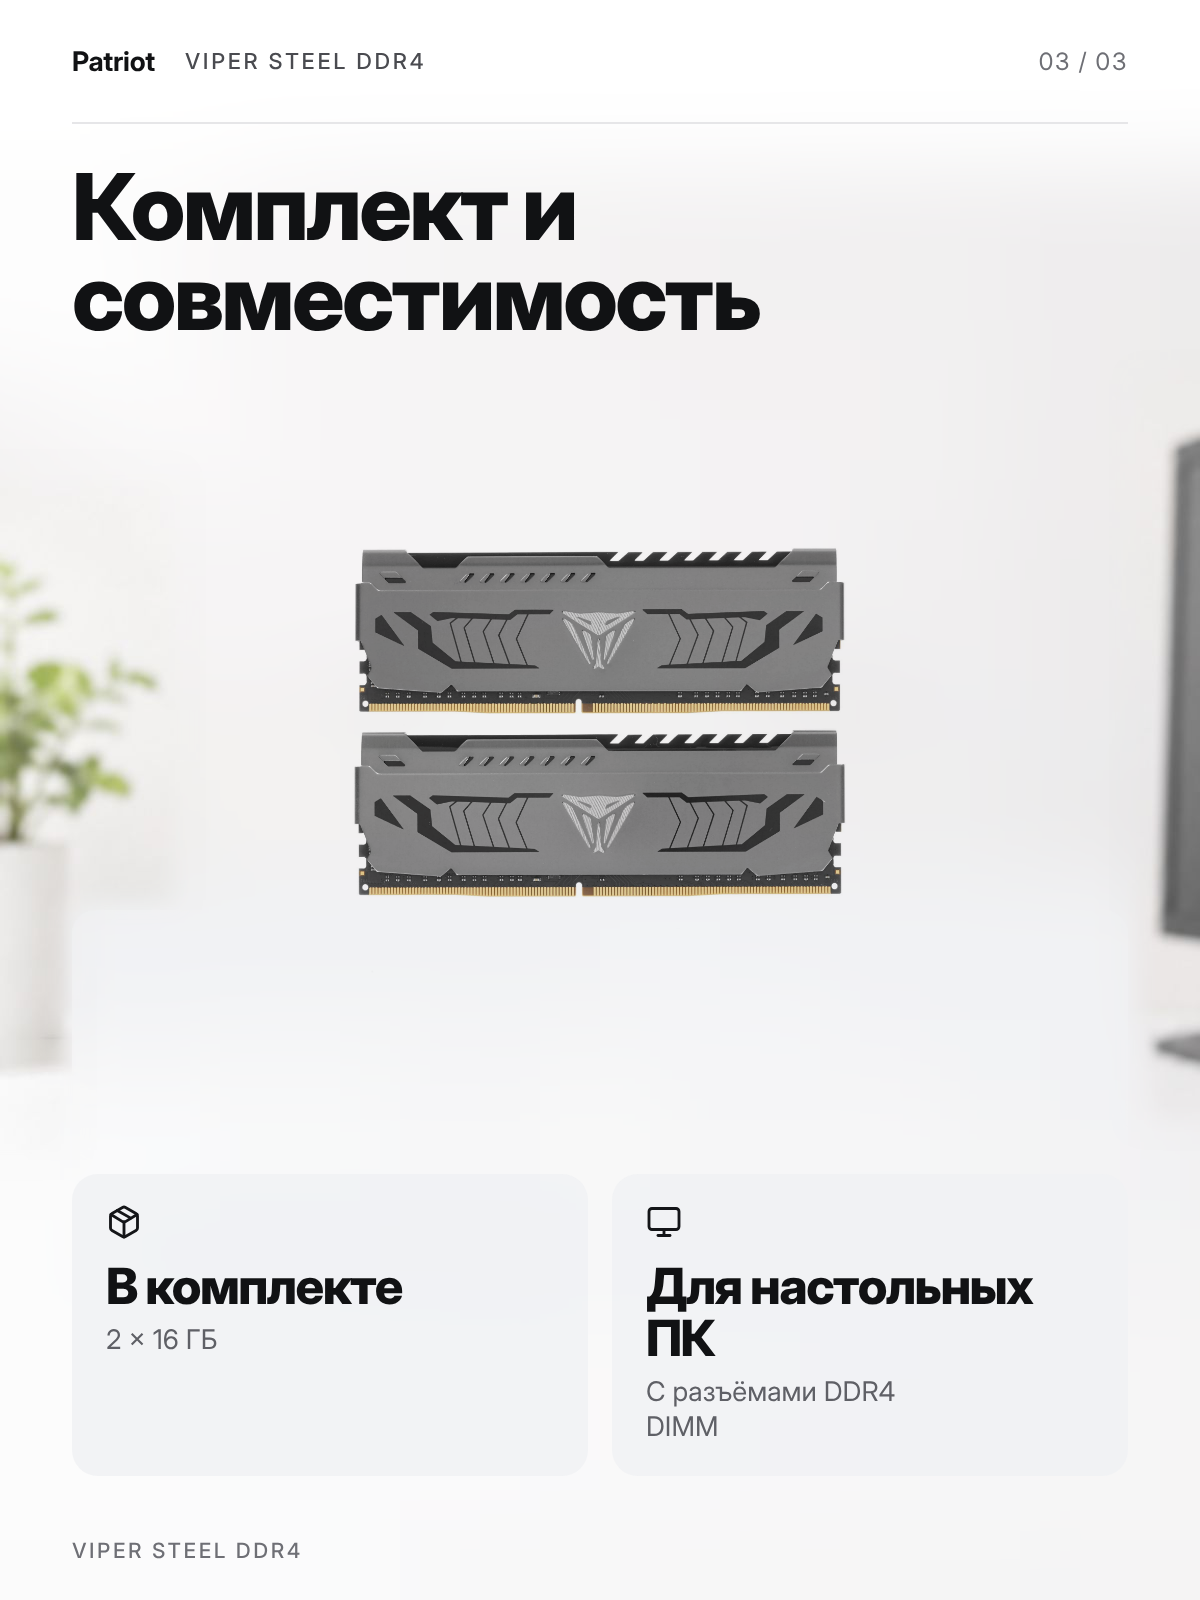 Patriot VIPER STEEL DDR4 03 / 03
Комплект и
совместимость
В комплекте
2 × 16 ГБ
Для настольных
ПК
С разъёмами DDR4
DIMM
VIPER STEEL DDR4